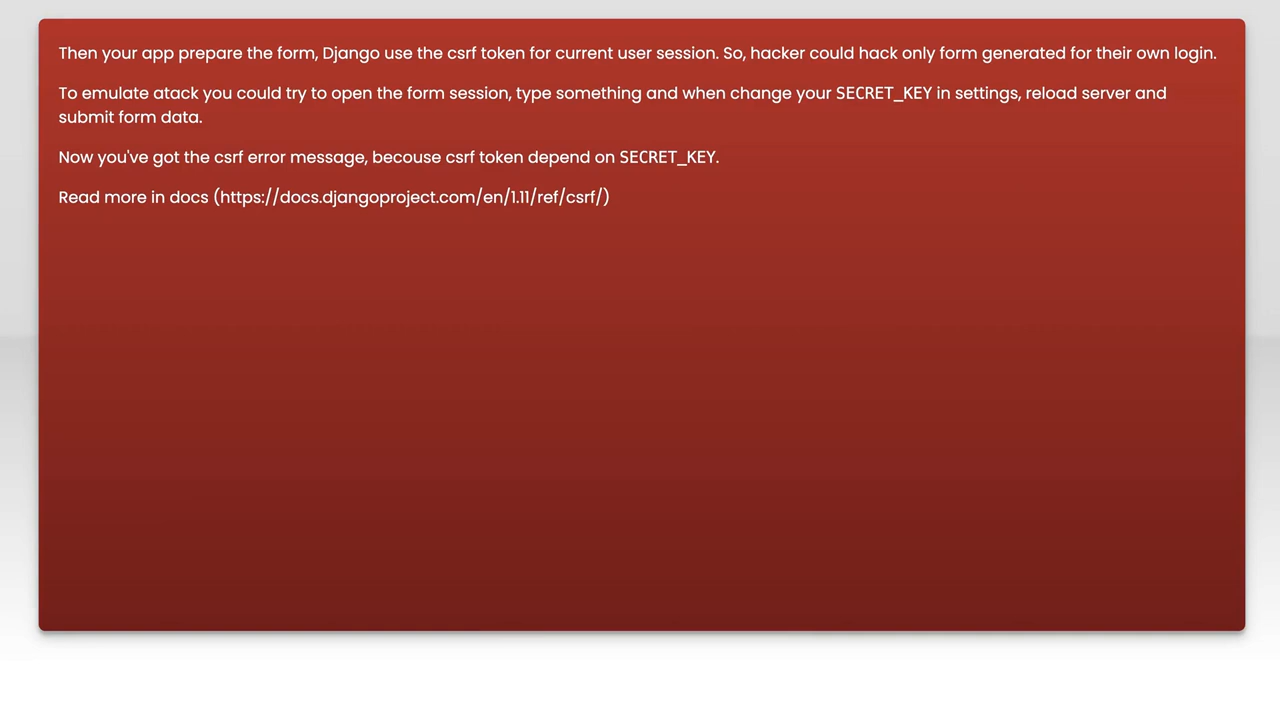 Then your app prepare the form, Django use the csrf token for current user session. So, hacker could hack only form generated for their own login.
To emulate atack you could try to open the form session, type something and when change your SECRET_KEY in settings, reload server and
submit form data.
Now you've got the csrf error message, becouse csrf token depend on SECRET_KEY.
Read more in docs (https://docs.djangoproject.com/en/1.11/ref/csrf/)